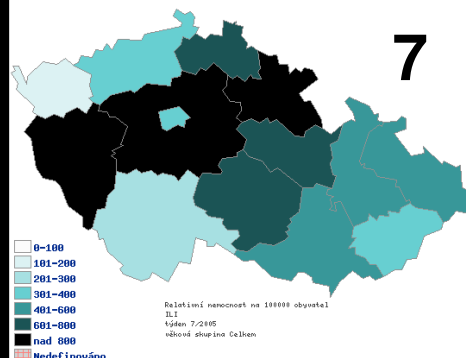 7
0-100
101-200
201-300
301-400
401-600
601-800
nad 800
Nedefinováno
Relativní nemocnost na 100000 obyvatel
ILI
týden 7/2005
věková skupina Celkem